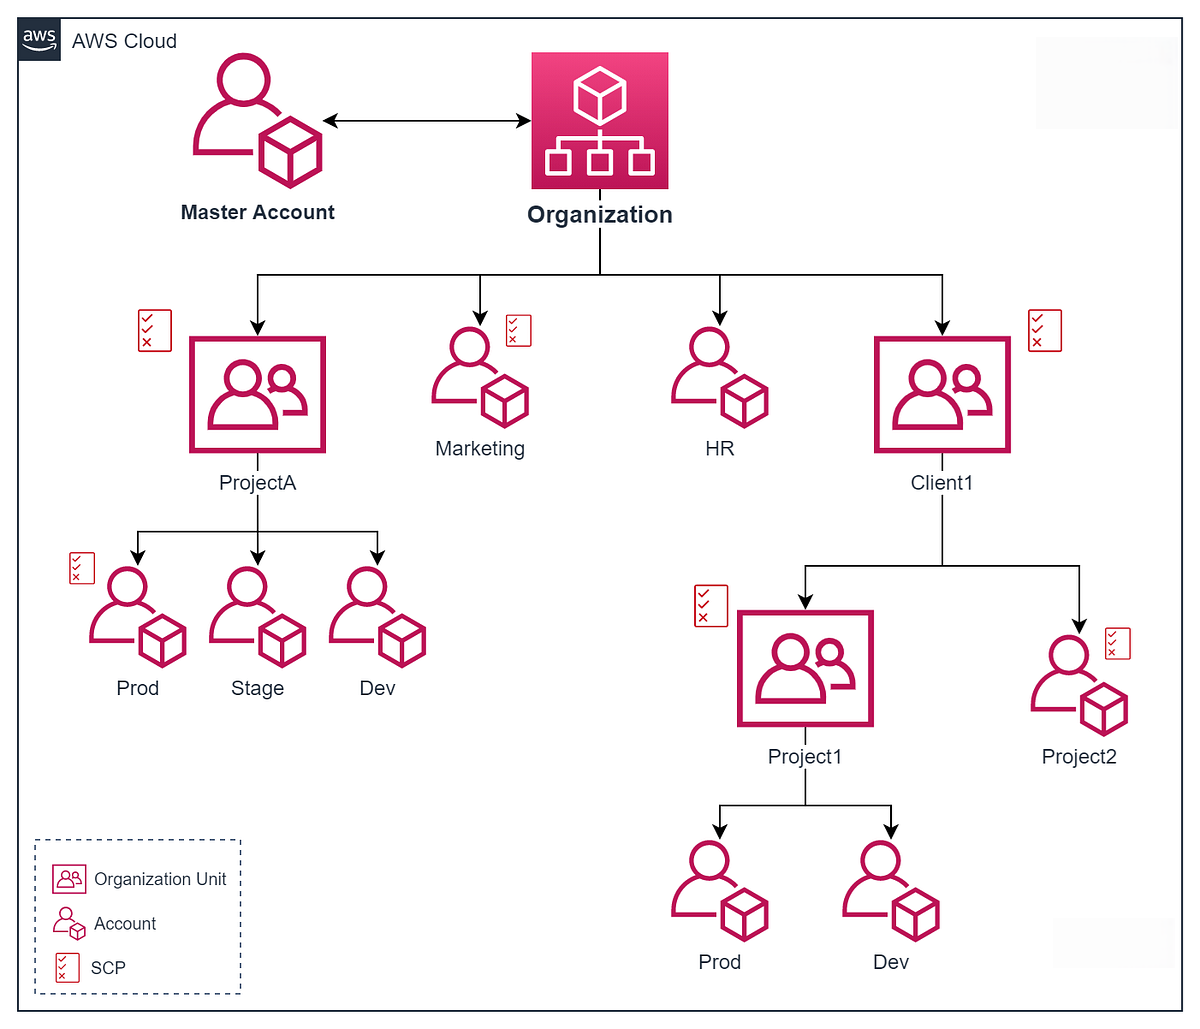 aws
AWS Cloud
Master Account
Organization
ProjectA
Marketing
HR
Client1
Prod
Stage
Dev
Project1
Project2
Prod
Dev
Organization Unit
Account
SCP